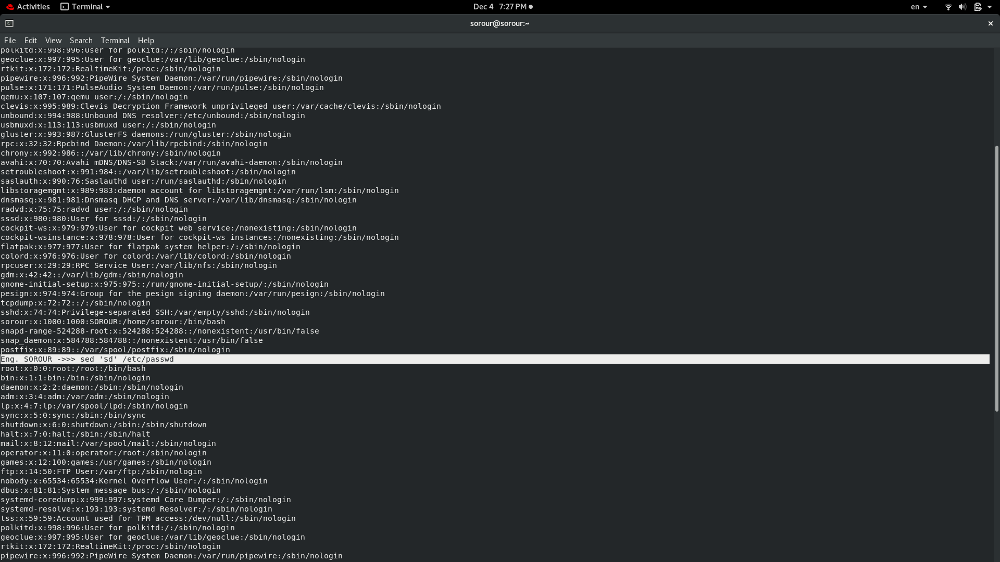 Activities Terminal Dec 4 7:27 PM en
sorour@sorour:~
File Edit View Search Terminal Help
polkitd:x:998:996:User for polkitd:/:/sbin/nologin
geoclue:x:997:995:User for geoclue:/var/lib/geoclue:/sbin/nologin
rtkit:x:172:172:RealtimeKit:/proc:/sbin/nologin
pipewire:x:996:992:PipeWire System Daemon:/var/run/pipewire:/sbin/nologin
pulse:x:171:171:PulseAudio System Daemon:/var/run/pulse:/sbin/nologin
qemu:x:107:107:qemu user:/:/sbin/nologin
clevis:x:995:989:Clevis Decryption Framework unprivileged user:/var/cache/clevis:/sbin/nologin
unbound:x:994:988:Unbound DNS resolver:/etc/unbound:/sbin/nologin
usbmuxd:x:113:113:usbmuxd user:/:/sbin/nologin
gluster:x:993:987:GlusterFS daemons:/run/gluster:/sbin/nologin
rpc:x:32:32:Rpcbind Daemon:/var/lib/rpcbind:/sbin/nologin
chrony:x:992:986::/var/lib/chrony:/sbin/nologin
avahi:x:70:70:Avahi mDNS/DNS-SD Stack:/var/run/avahi-daemon:/sbin/nologin
setroubleshoot:x:991:984::/var/lib/setroubleshoot:/sbin/nologin
saslauth:x:990:76:Saslauthd user:/run/saslauthd:/sbin/nologin
libstoragemgmt:x:989:983:daemon account for libstoragemgmt:/var/run/lsm:/sbin/nologin
dnsmasq:x:981:981:Dnsmasq DHCP and DNS server:/var/lib/dnsmasq:/sbin/nologin
radvd:x:75:75:radvd user:/:/sbin/nologin
sssd:x:980:980:User for sssd:/:/sbin/nologin
cockpit-ws:x:979:979:User for cockpit web service:/nonexisting:/sbin/nologin
cockpit-wsinstance:x:978:978:User for cockpit-ws instances:/nonexisting:/sbin/nologin
flatpak:x:977:977:User for flatpak system helper:/:/sbin/nologin
colord:x:976:976:User for colord:/var/lib/colord:/sbin/nologin
rpcuser:x:29:29:RPC Service User:/var/lib/nfs:/sbin/nologin
gdm:x:42:42::/var/lib/gdm:/sbin/nologin
gnome-initial-setup:x:975:975::/run/gnome-initial-setup/:/sbin/nologin
pesign:x:974:974:Group for the pesign signing daemon:/var/run/pesign:/sbin/nologin
tcpdump:x:72:72::/:/sbin/nologin
sshd:x:74:74:Privilege-separated SSH:/var/empty/sshd:/sbin/nologin
sorour:x:1000:1000:SOROUR:/home/sorour:/bin/bash
snapd-range-524288-root:x:524288:524288::/nonexistent:/usr/bin/false
snap_daemon:x:584788:584788::/nonexistent:/usr/bin/false
postfix:x:89:89::/var/spool/postfix:/sbin/nologin
Eng. SOROUR ->>> sed '$d' /etc/passwd
root:x:0:0:root:/root:/bin/bash
bin:x:1:1:bin:/bin:/sbin/nologin
daemon:x:2:2:daemon:/sbin:/sbin/nologin
adm:x:3:4:adm:/var/adm:/sbin/nologin
lp:x:4:7:lp:/var/spool/lpd:/sbin/nologin
sync:x:5:0:sync:/sbin:/bin/sync
shutdown:x:6:0:shutdown:/sbin:/sbin/shutdown
halt:x:7:0:halt:/sbin:/sbin/halt
mail:x:8:12:mail:/var/spool/mail:/sbin/nologin
operator:x:11:0:operator:/root:/sbin/nologin
games:x:12:100:games:/usr/games:/sbin/nologin
ftp:x:14:50:FTP User:/var/ftp:/sbin/nologin
nobody:x:65534:65534:Kernel Overflow User:/:/sbin/nologin
dbus:x:81:81:System message bus:/:/sbin/nologin
systemd-coredump:x:999:997:systemd Core Dumper:/:/sbin/nologin
systemd-resolve:x:193:193:systemd Resolver:/:/sbin/nologin
tss:x:59:59:Account used for TPM access:/dev/null:/sbin/nologin
polkitd:x:998:996:User for polkitd:/:/sbin/nologin
geoclue:x:997:995:User for geoclue:/var/lib/geoclue:/sbin/nologin
rtkit:x:172:172:RealtimeKit:/proc:/sbin/nologin
pipewire:x:996:992:PipeWire System Daemon:/var/run/pipewire:/sbin/nologin